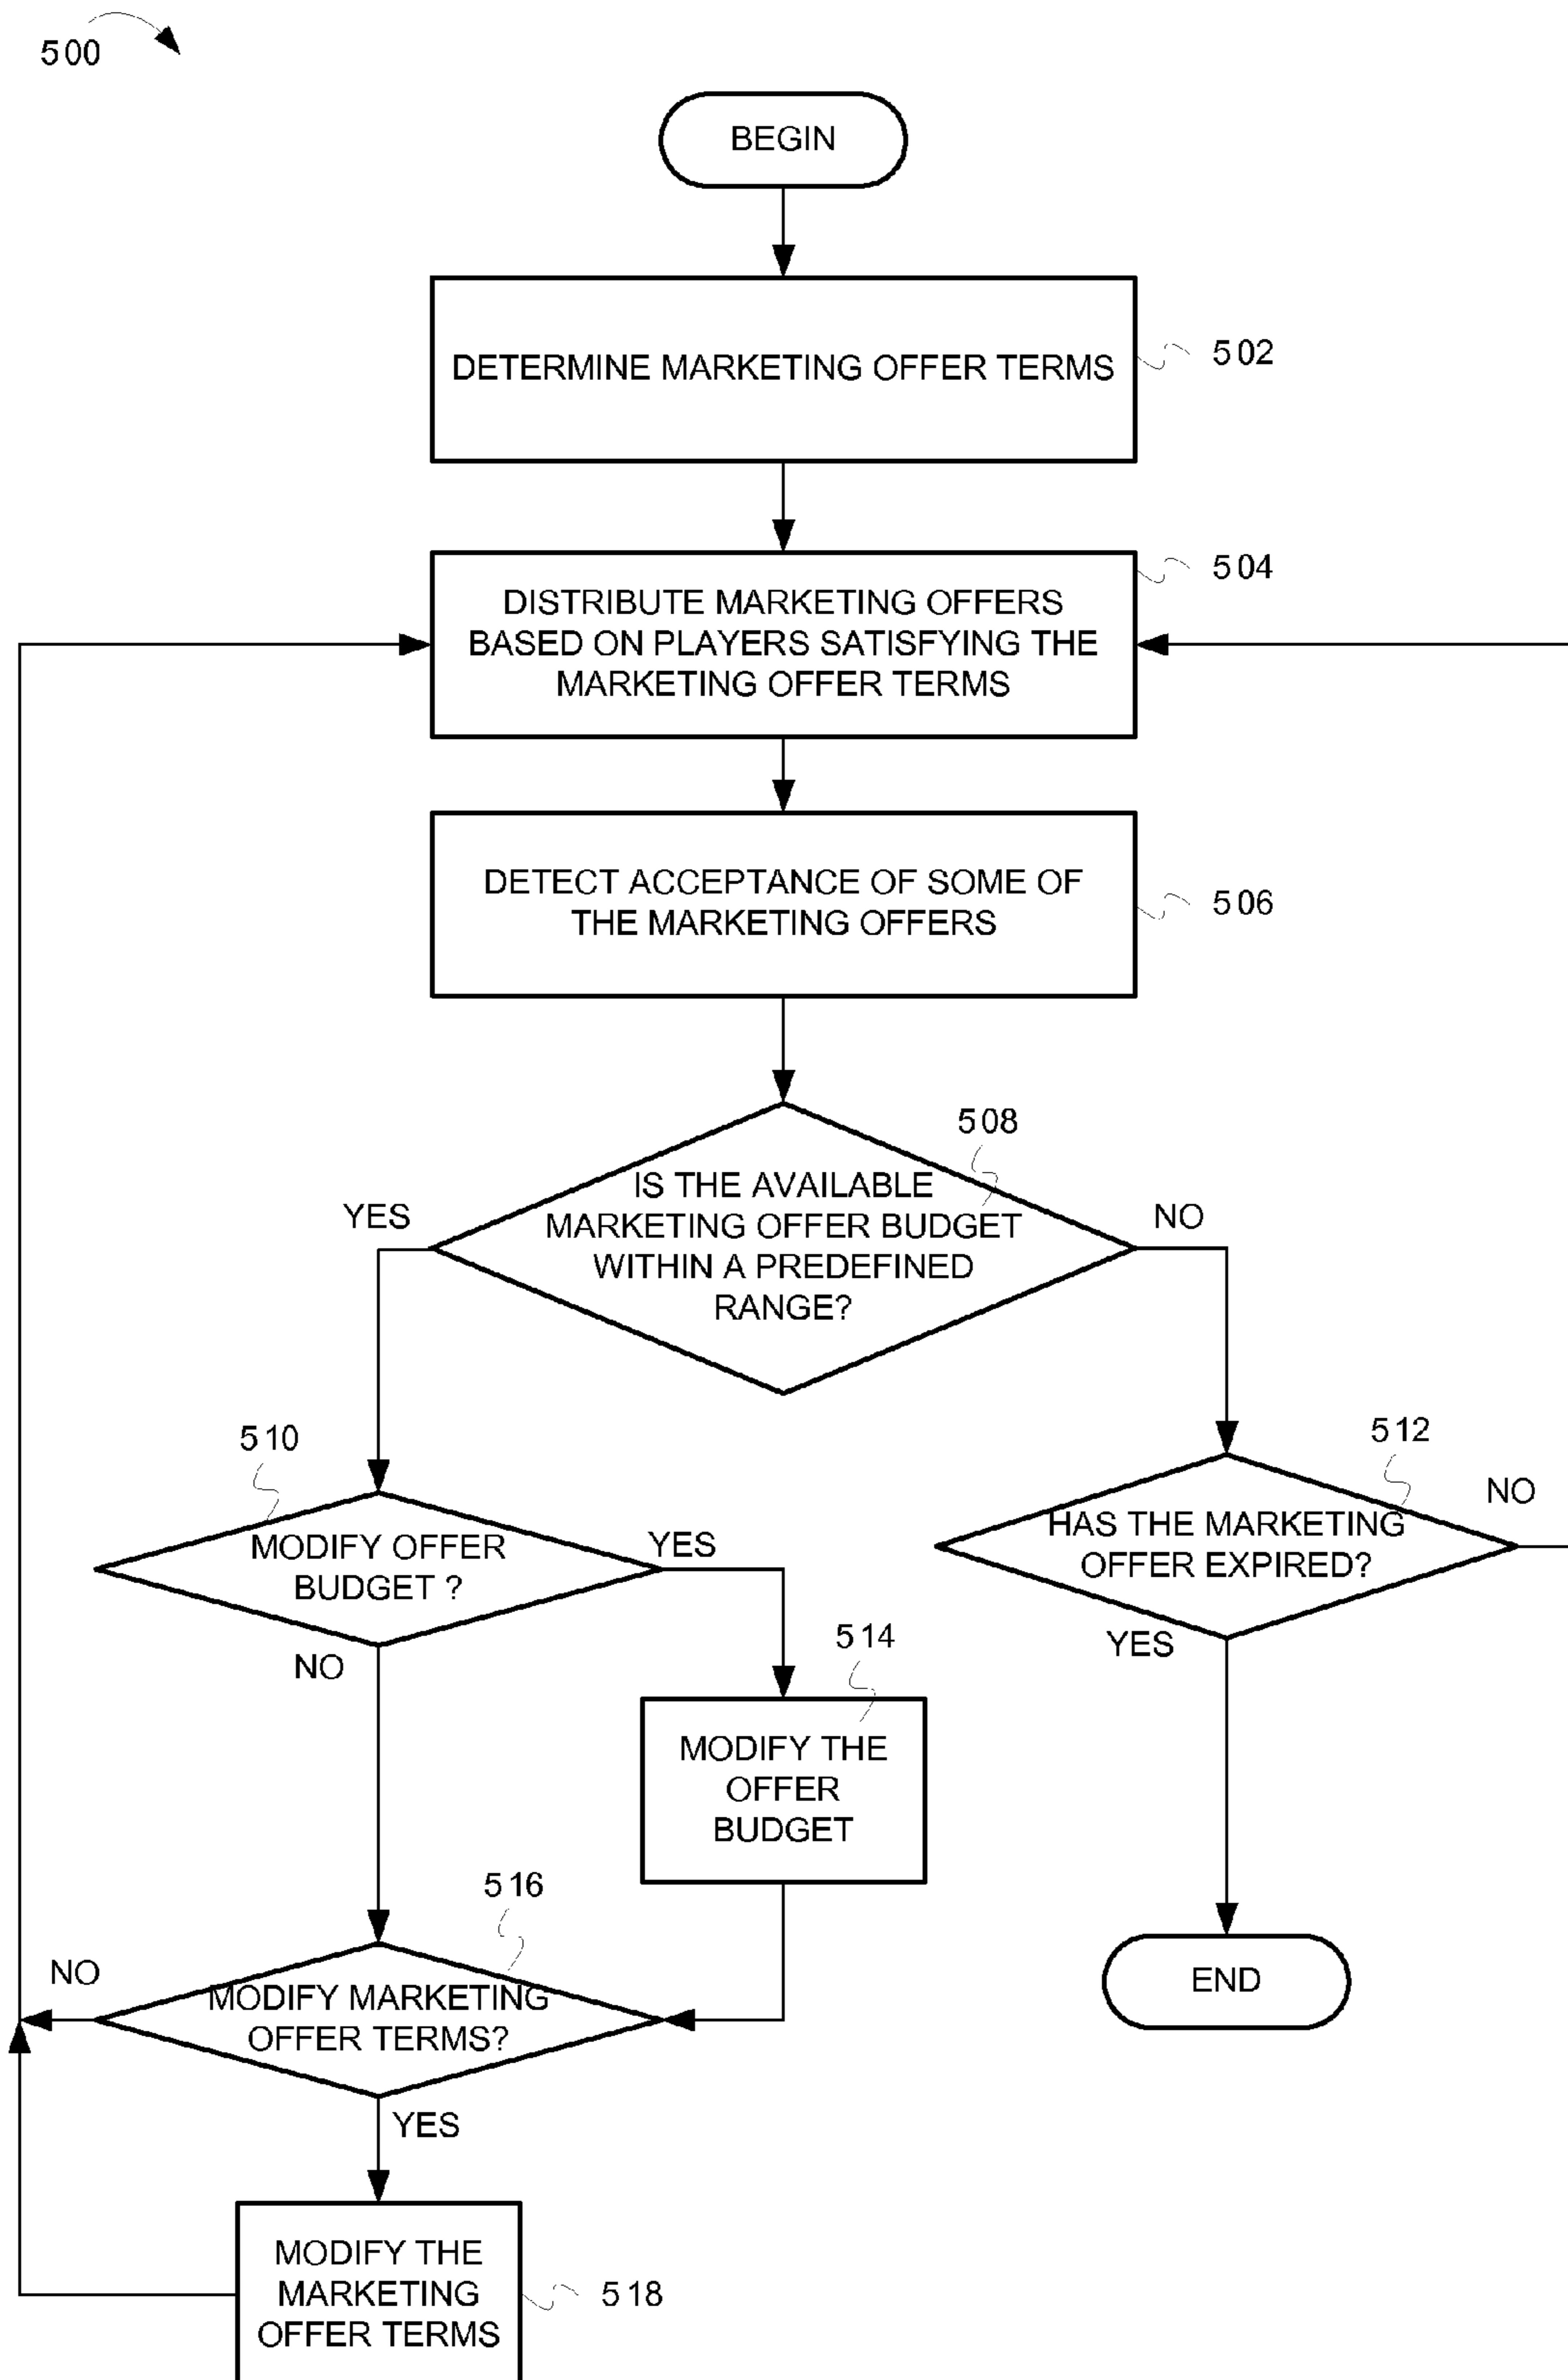 500
BEGIN
DETERMINE MARKETING OFFER TERMS
502
504
DISTRIBUTE MARKETING OFFERS
BASED ON PLAYERS SATISFYING THE
MARKETING OFFER TERMS
DETECT ACCEPTANCE OF SOME OF
THE MARKETING OFFERS
506
508
IS THE AVAILABLE
MARKETING OFFER BUDGET
WITHIN A PREDEFINED
RANGE?
YES
NO
510
MODIFY OFFER
BUDGET ?
YES
NO
512
HAS THE MARKETING
OFFER EXPIRED?
NO
YES
514
MODIFY THE
OFFER
BUDGET
516
MODIFY MARKETING
OFFER TERMS?
NO
YES
END
MODIFY THE
MARKETING
OFFER TERMS
518